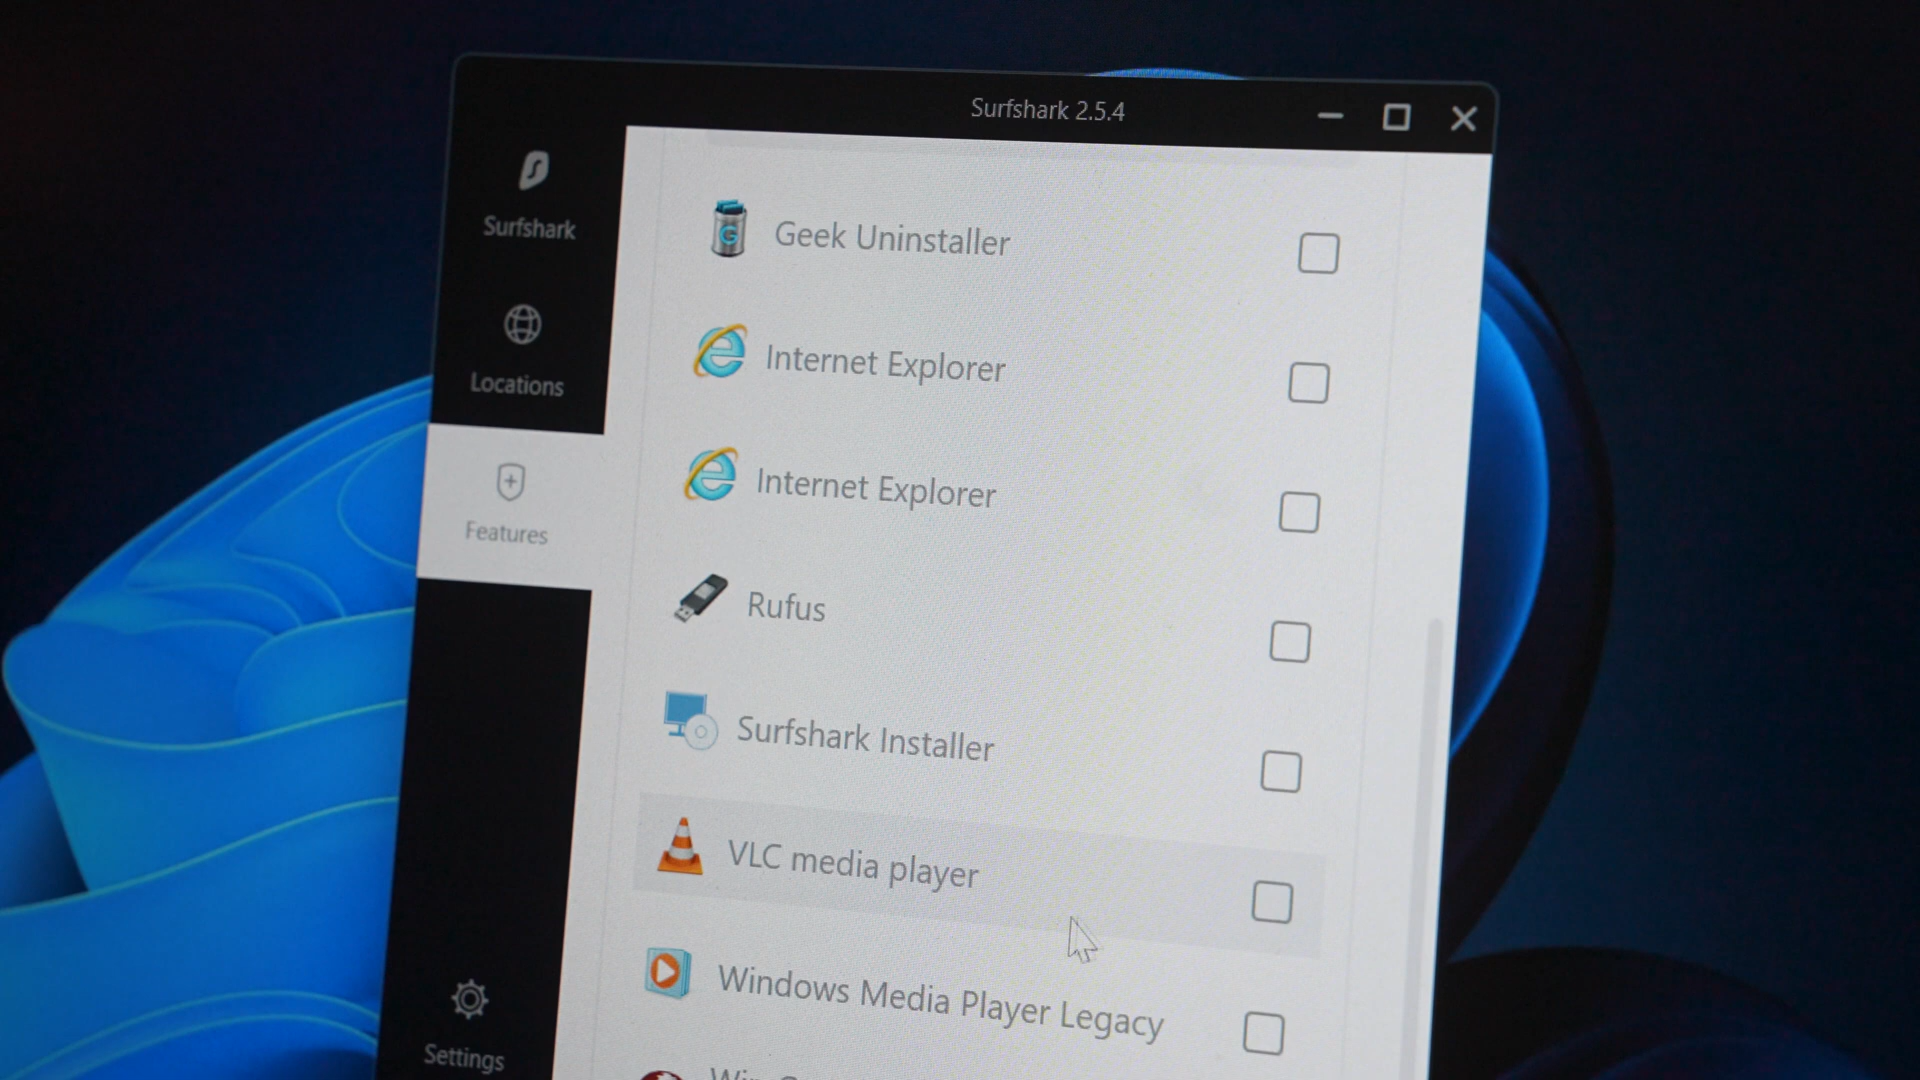 Surfshark 2.5.4
Surfshark
Locations
Features
Settings
Geek Uninstaller
Internet Explorer
Internet Explorer
Rufus
Surfshark Installer
VLC media player
Windows Media Player Legacy